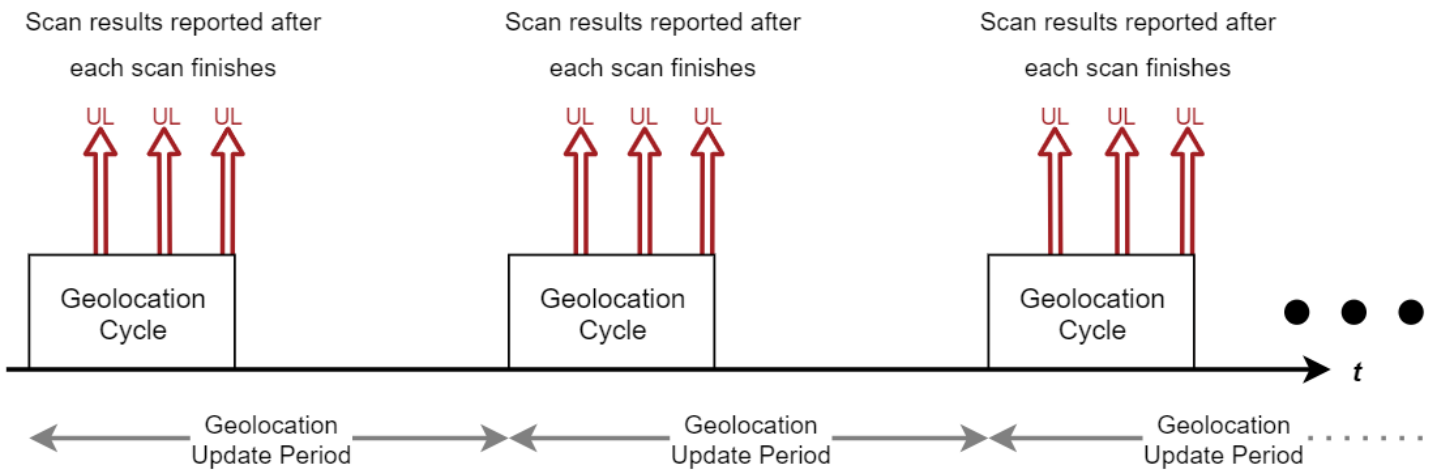 Scan results reported after
each scan finishes
Scan results reported after
each scan finishes
Scan results reported after
each scan finishes
UL UL UL
UL UL UL
UL UL UL
Geolocation
Cycle
Geolocation
Cycle
Geolocation
Cycle
t
Geolocation
Update Period
Geolocation
Update Period
Geolocation
Update Period